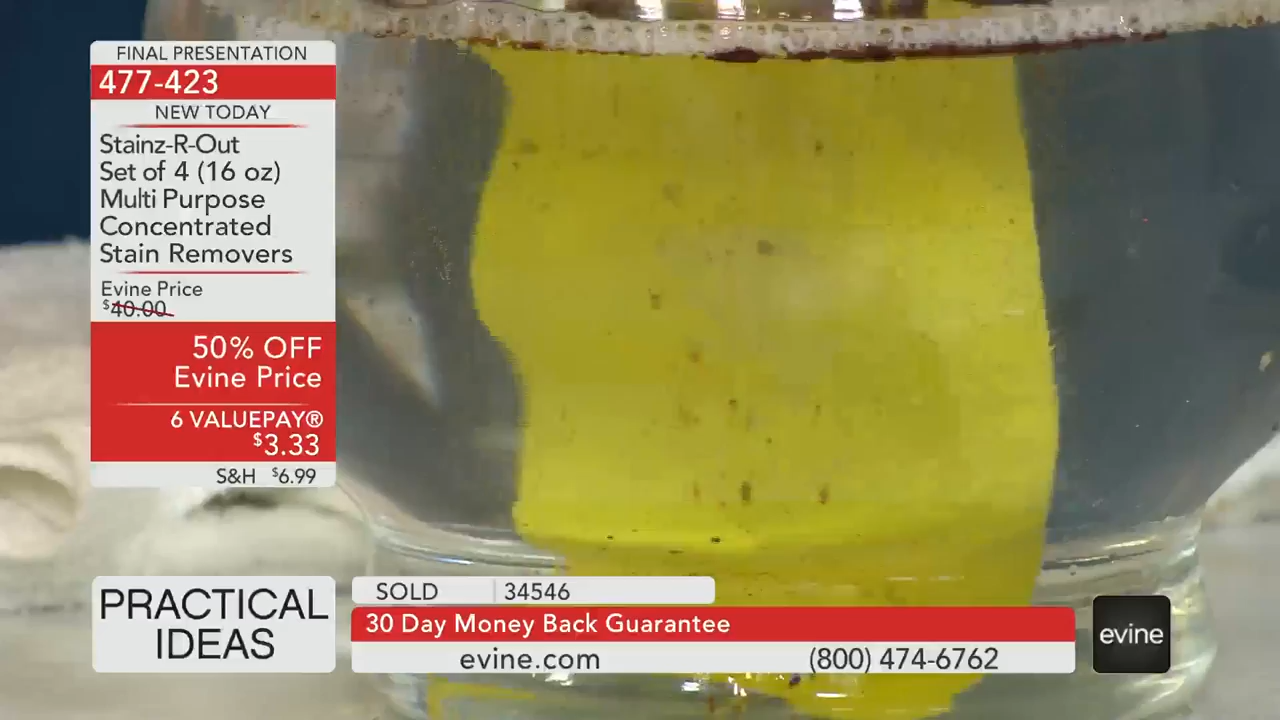 FINAL PRESENTATION
477-423
NEW TODAY
Stainz-R-Out
Set of 4 (16 oz)
Multi Purpose
Concentrated
Stain Removers
Evine Price
$40.00
50% OFF
Evine Price
6 VALUEPAY®
$3.33
S&H $6.99
PRACTICAL
IDEAS
SOLD 34546
30 Day Money Back Guarantee
evine.com (800) 474-6762
evine